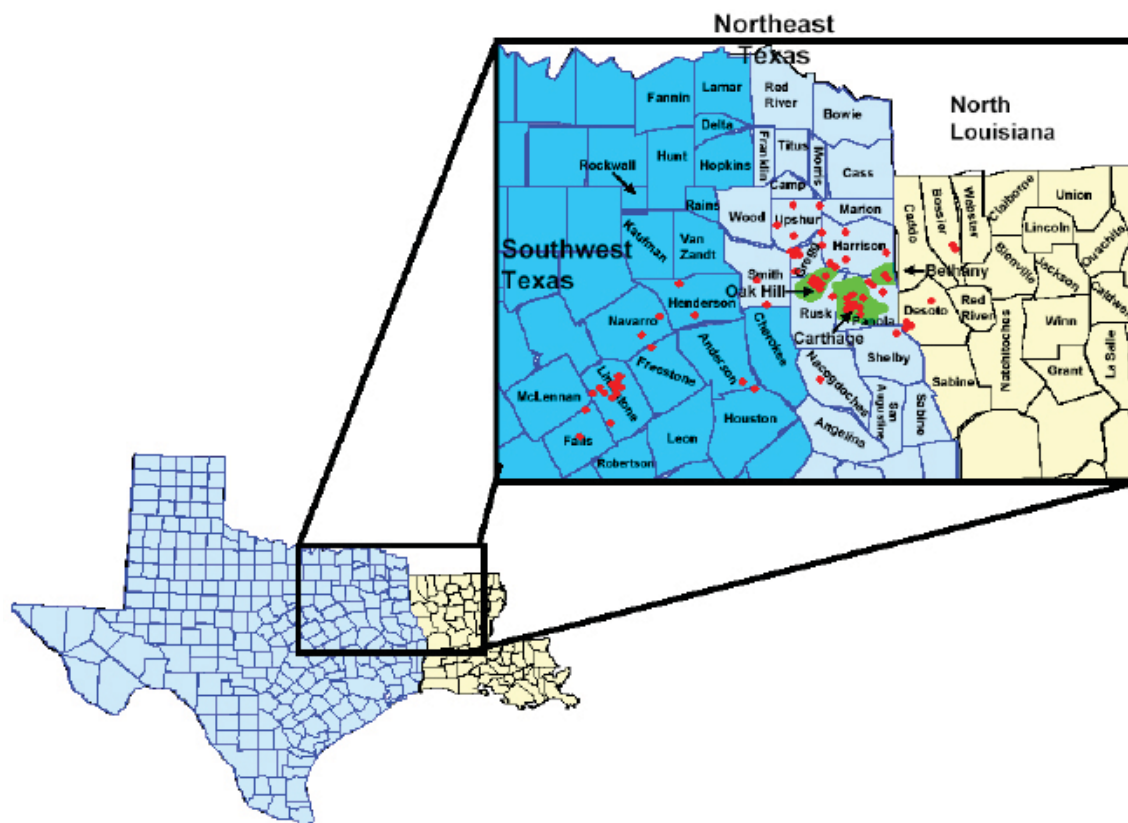 Northeast
Texas
North
Louisiana
Southwest
Texas
Fannin
Lamar
Red
River
Bowie
Delta
Hunt
Hopkins
Franklin
Titus
Morris
Cass
Rockwall
Camp
Rains
Wood
Upshur
Marion
Kaufman
Van
Zandt
Smith
Gregg
Harrison
Bethany
Oak Hill
Henderson
Rusk
Panola
Carthage
Navarro
Cherokee
Anderson
Freestone
Shelby
Nacogdoches
McLennan
Limestone
Houston
San
Augustine
Sabine
Angelina
Falls
Leon
Robertson
Caddo
Bossier
Webster
Claiborne
Union
Lincoln
Ouachita
Bienville
Jackson
Caldwell
Desoto
Red
River
Winn
Natchitoches
Grant
La Salle
Sabine